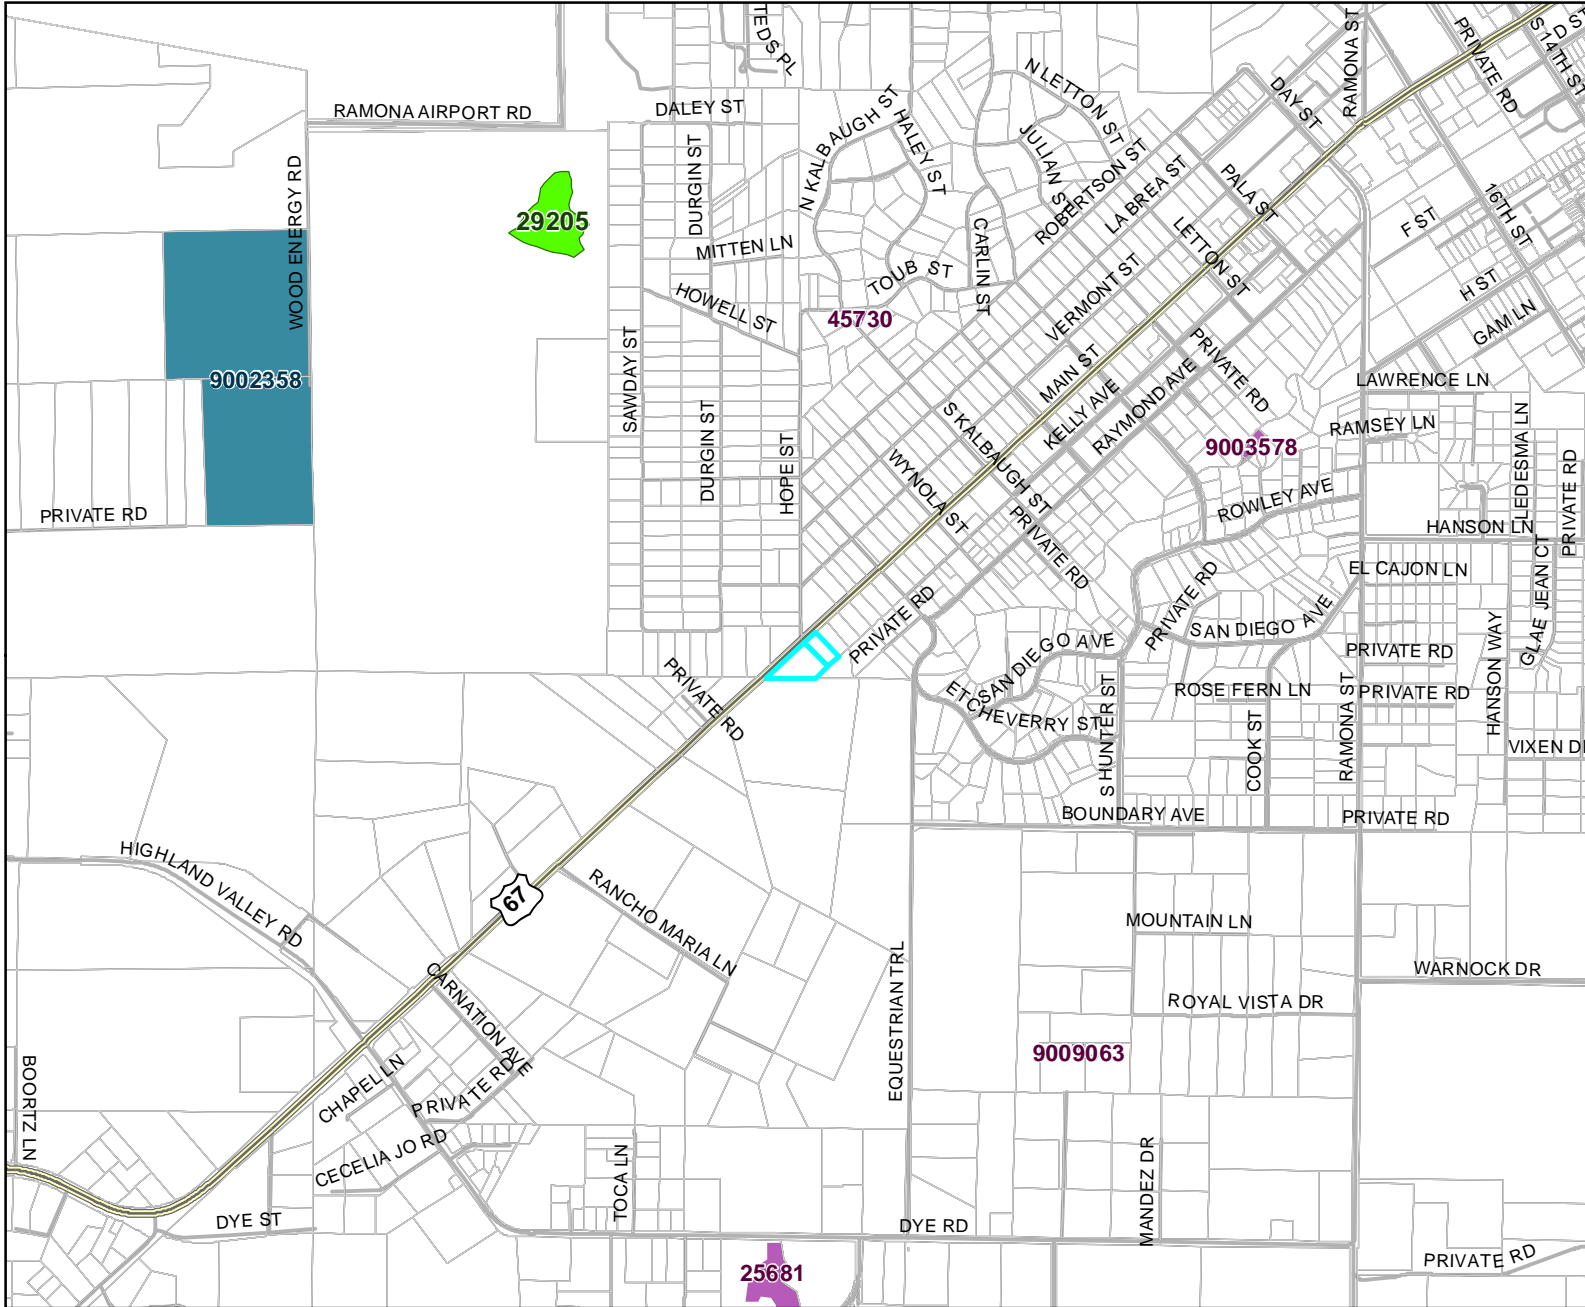 TEDS PL
RAMONA ST
PRIVATE RD
S 14TH ST
D ST
RAMONA AIRPORT RD
DALEY ST
N KALBAUGH ST
HALEY ST
N LETTON ST
JULIAN ST
DAY ST
WOOD ENERGY RD
DURGIN ST
ROBERTSON ST
LA BREA ST
PALA ST
29205
MITTEN LN
CARLIN ST
LETTON ST
F ST
16TH ST
TOUB ST
HOWELL ST
45730
VERMONT ST
H ST
GAM LN
9002358
SAWDAY ST
MAIN ST
KELLY AVE
RAYMOND AVE
PRIVATE RD
LAWRENCE LN
DURGIN ST
HOPE ST
S KALBAUGH ST
WYNOLA ST
9003578
RAMSEY LN
LEDESMA LN
PRIVATE RD
PRIVATE RD
PRIVATE RD
ROWLEY AVE
HANSON LN
EL CAJON LN
GLAE JEAN CT
PRIVATE RD
PRIVATE RD
SAN DIEGO AVE
SAN DIEGO AVE
PRIVATE RD
HANSON WAY
PRIVATE RD
ETCHEVERRY ST
ROSE FERN LN
PRIVATE RD
S HUNTER ST
COOK ST
RAMONA ST
VIXEN D
BOUNDARY AVE
PRIVATE RD
HIGHLAND VALLEY RD
67
RANCHO MARIA LN
MOUNTAIN LN
WARNOCK DR
CARNATION AVE
EQUESTRIAN TRL
ROYAL VISTA DR
9009063
BOORTZ LN
CHAPEL LN
PRIVATE RD
CECELIA JO RD
TOCA LN
MANDEZ DR
DYE ST
DYE RD
25681
PRIVATE RD